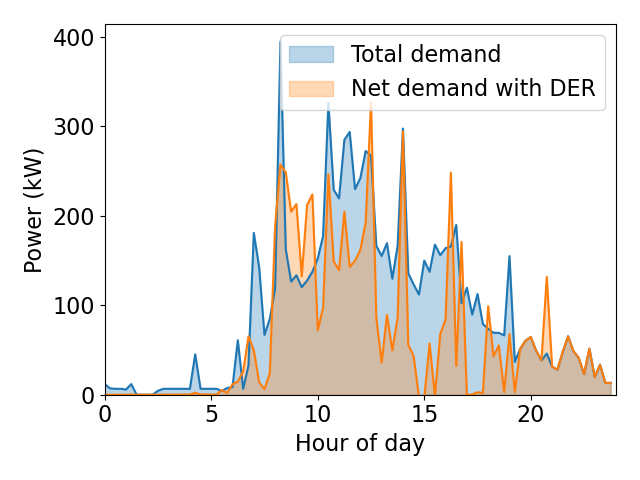 400
Total demand
Net demand with DER
300
200
100
0
Power (kW)
0 5 10 15 20
Hour of day